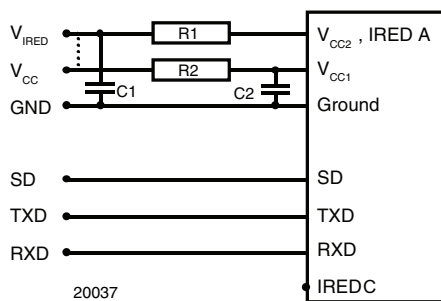 V_IRED R1 V_CC2 , IRED A
V_CC R2 V_CC1
C1 C2
GND Ground
SD SD
TXD TXD
RXD RXD
IREDC
20037